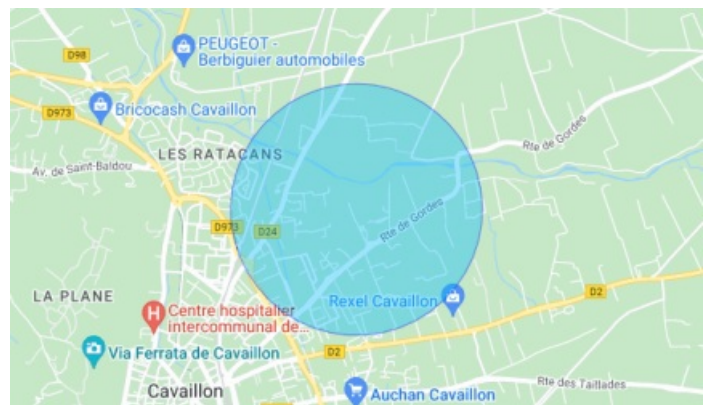 D98
PEUGEOT -
Berbiguier automobiles
D973
Bricocash Cavaillon
LES RATACANS
Rte de Gordes
Av. de Saint-Baldou
D973
D24
Rte de Gordes
LA PLANE
Rexel Cavaillon
D2
Centre hospitalier
intercommunal de...
Via Ferrata de Cavaillon
D2
Cavaillon
Auchan Cavaillon
Rte des Taillades